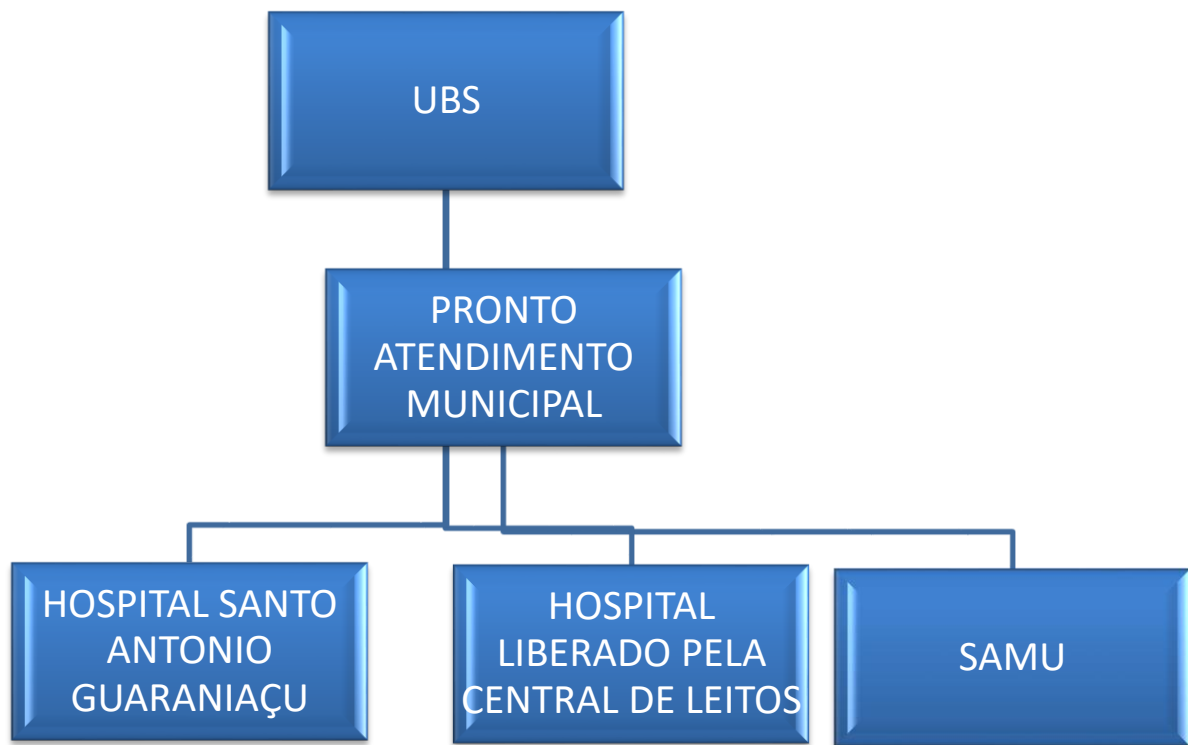 UBS
PRONTO
ATENDIMENTO
MUNICIPAL
HOSPITAL SANTO
ANTONIO
GUARANIAÇU
HOSPITAL
LIBERADO PELA
CENTRAL DE LEITOS
SAMU